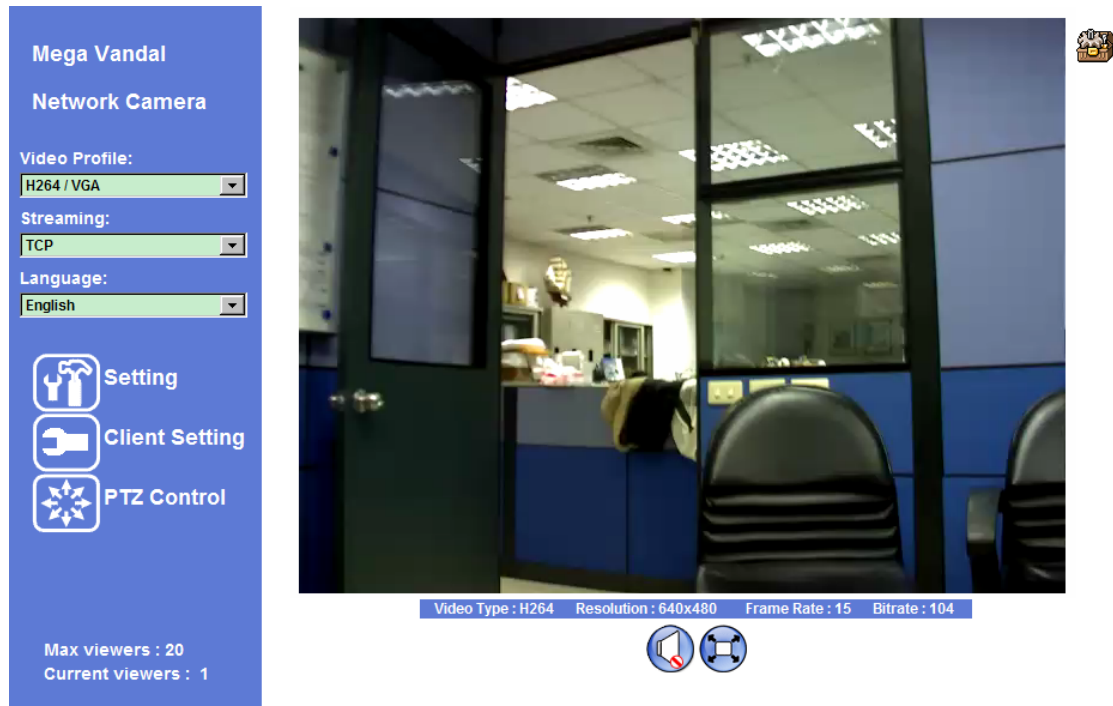 Mega Vandal
Network Camera
Video Profile:
H264 / VGA
Streaming:
TCP
Language:
English
Setting
Client Setting
PTZ Control
Max viewers : 20
Current viewers : 1
Video Type : H264 Resolution : 640x480 Frame Rate : 15 Bitrate : 104